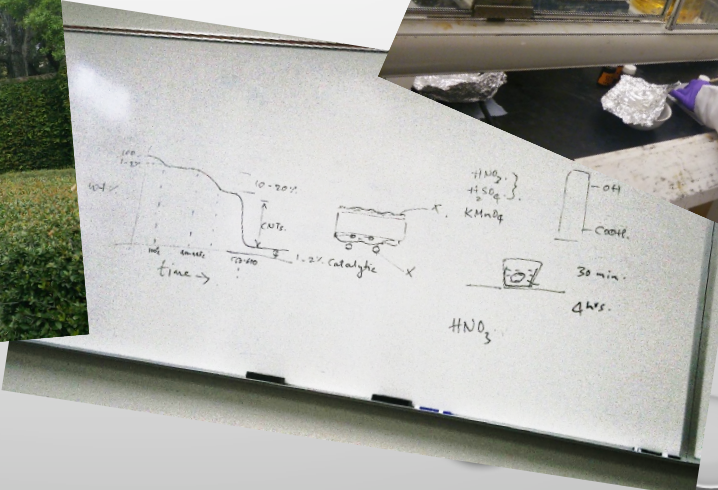 100
wt %
10-20%
CNTs.
time →
1.2% Catalytic
X
X
HNO3.
H2SO4.
KMnO4
-OH
-COOH.
30 min.
4 hrs.
HNO3